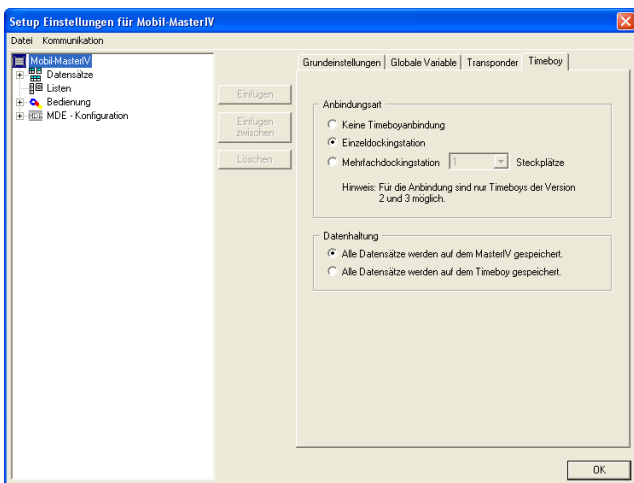 Setup Einstellungen für Mobil-MasterIV
Datei Kommunikation
Mobil-MasterIV
Datensätze
Listen
Bedienung
MDE - Konfiguration
Einfügen
Einfügen
zwischen
Löschen
Grundeinstellungen Globale Variable Transponder Timeboy
Anbindungsart
Keine Timeboyanbindung
Einzeldockingstation
Mehrfachdockingstation 1 Steckplätze
Hinweis: Für die Anbindung sind nur Timeboys der Version
2 und 3 möglich.
Datenhaltung
Alle Datensätze werden auf dem MasterIV gespeichert.
Alle Datensätze werden auf dem Timeboy gespeichert.
OK